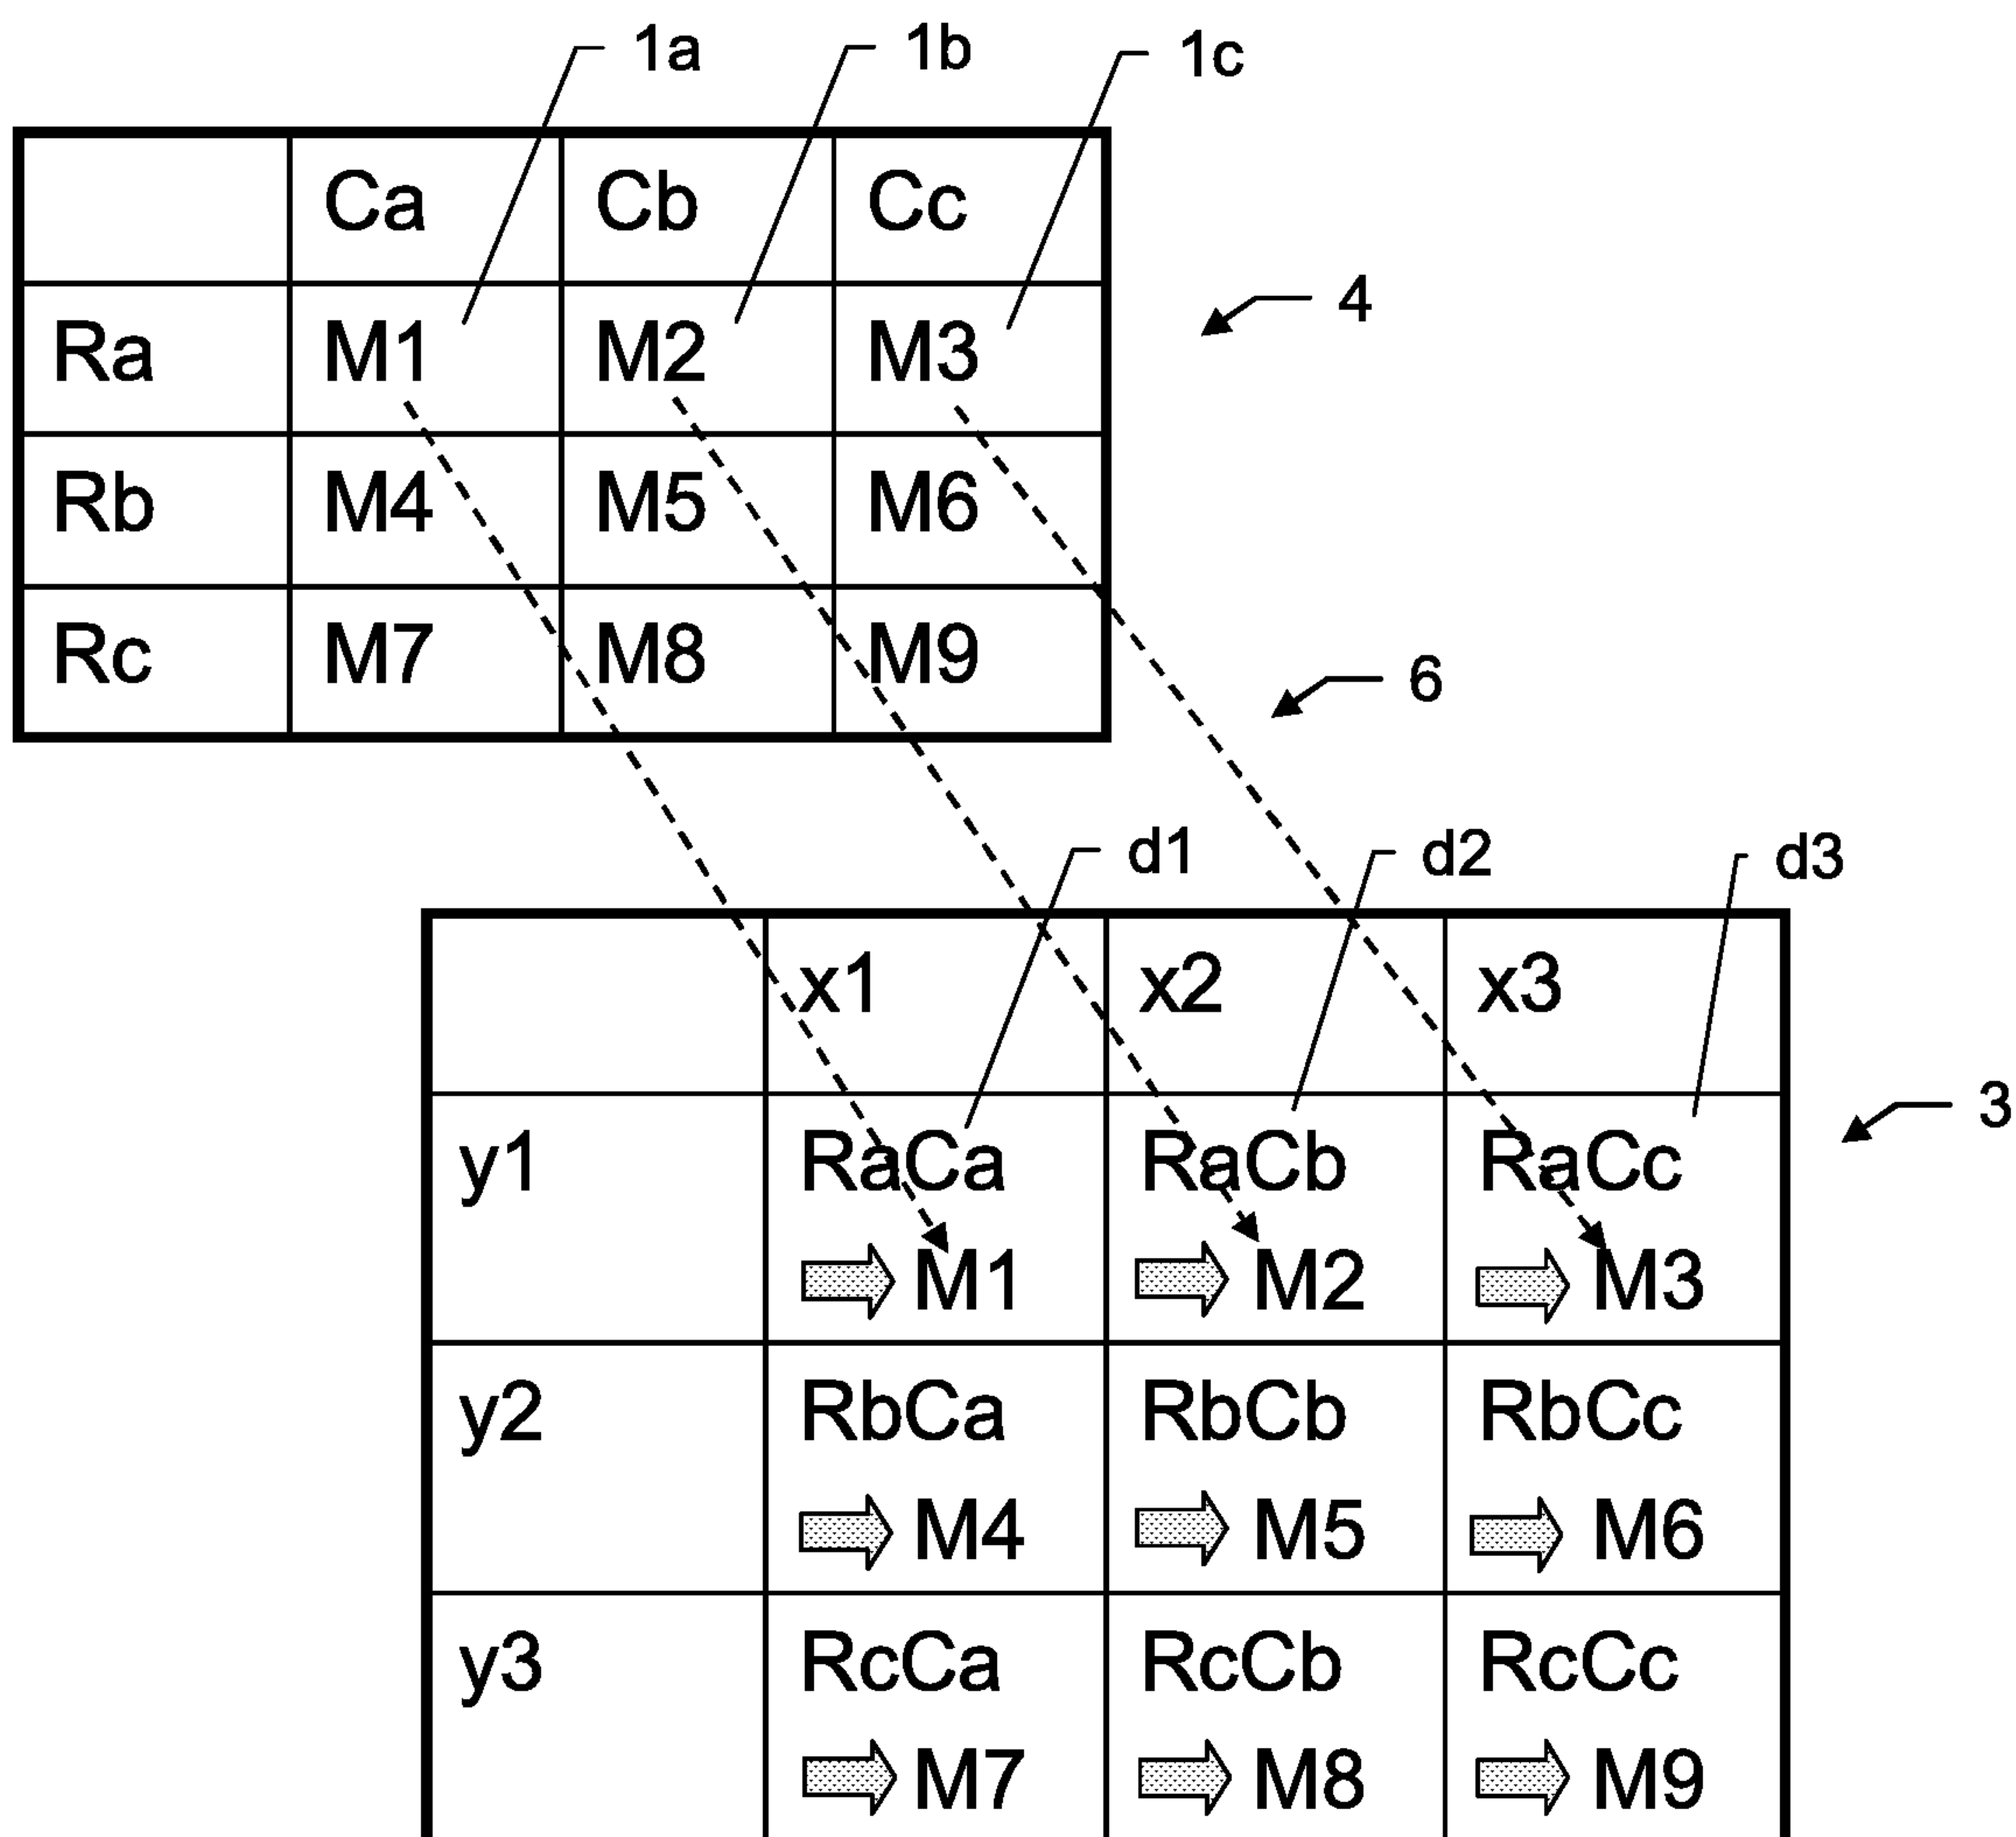 1a 1b 1c
Ca Cb Cc
4
Ra M1 M2 M3
Rb M4 M5 M6
Rc M7 M8 M9
6
d1 d2 d3
x1 x2 x3
3
y1 RaCa RaCb RaCc
M1 M2 M3
y2 RbCa RbCb RbCc
M4 M5 M6
y3 RcCa RcCb RcCc
M7 M8 M9